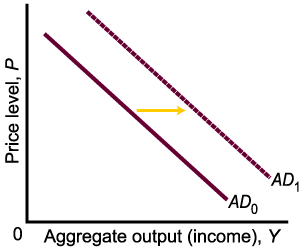 Price level, P
AD1
AD0
0
Aggregate output (income), Y